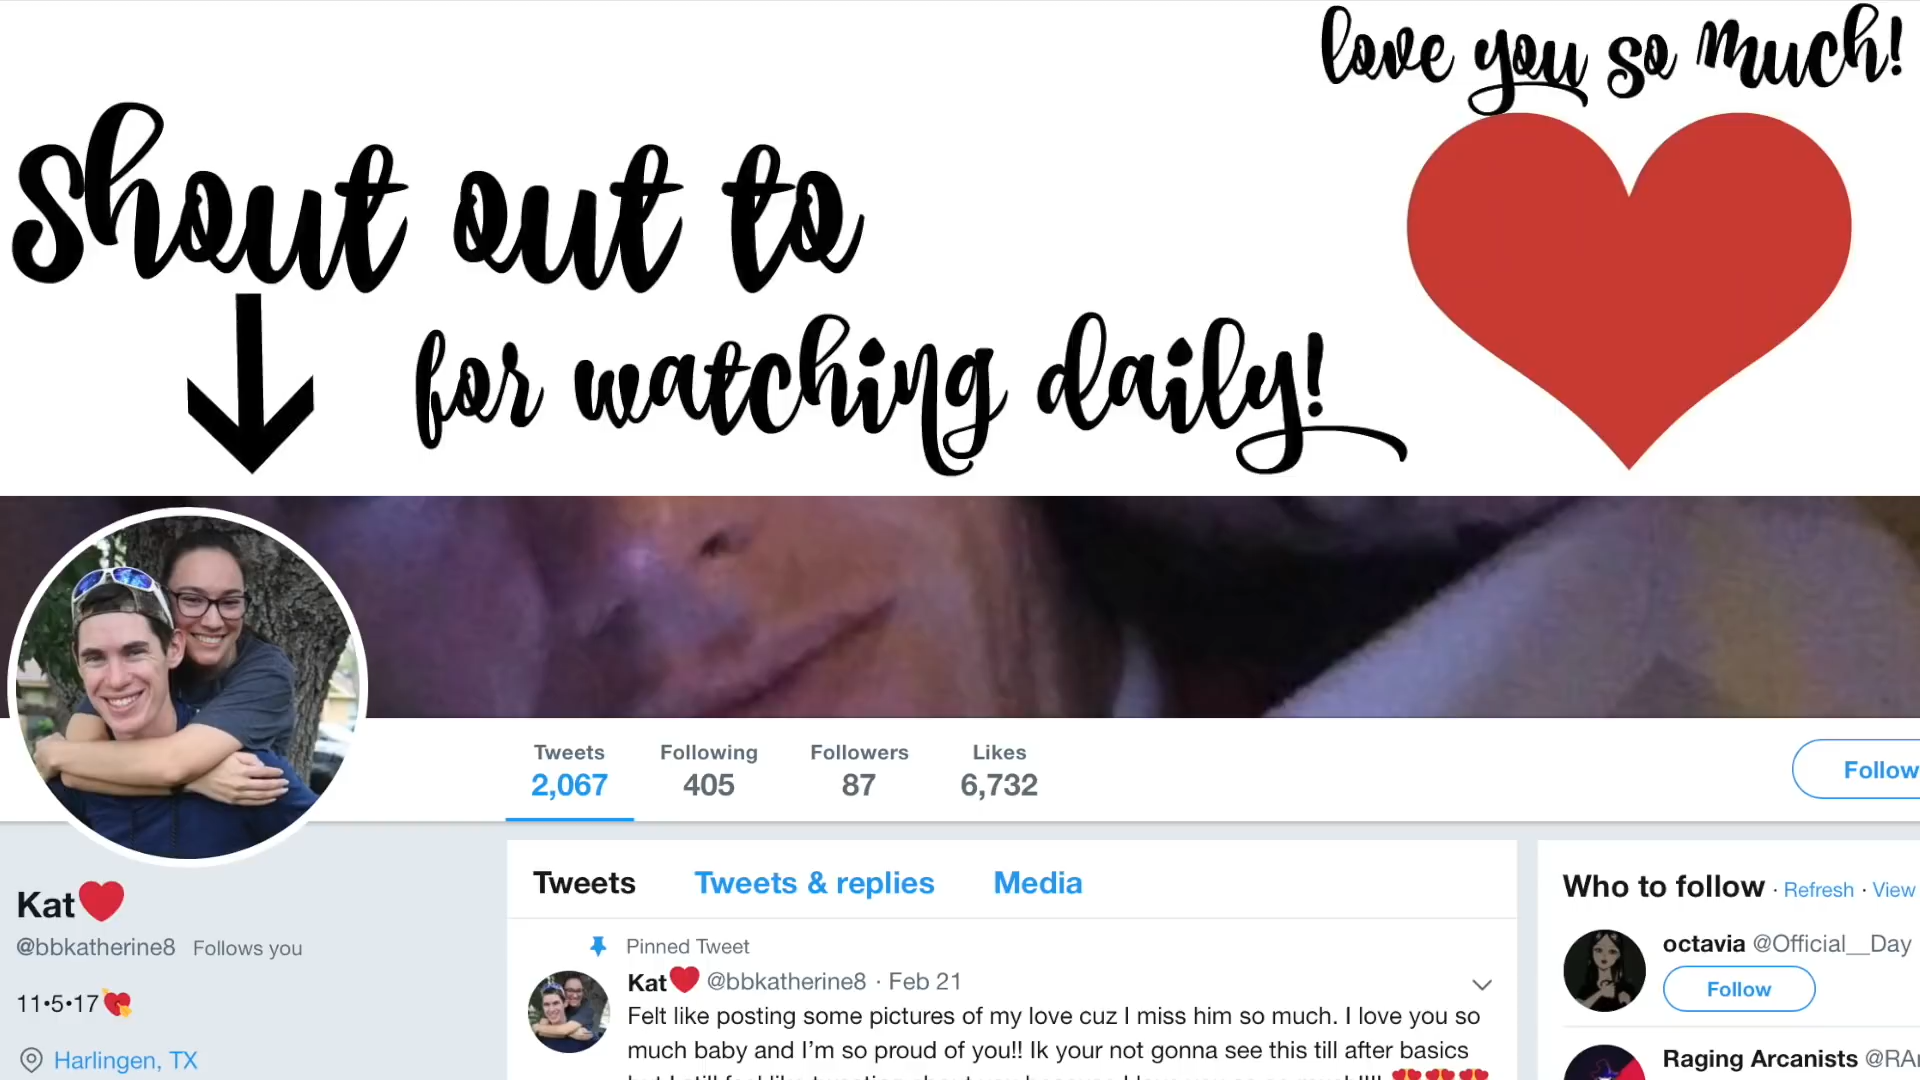 love you so much!
Shout out to
for watching daily!
Tweets Following Followers Likes
2,067 405 87 6,732
Follow
Kat
@bbkatherine8 Follows you
11•5•17
Harlingen, TX
Tweets Tweets & replies Media
Pinned Tweet
Kat @bbkatherine8 · Feb 21
Felt like posting some pictures of my love cuz I miss him so much. I love you so
much baby and I'm so proud of you!! Ik your not gonna see this till after basics
Who to follow · Refresh · View
octavia @Official__Day
Follow
Raging Arcanists